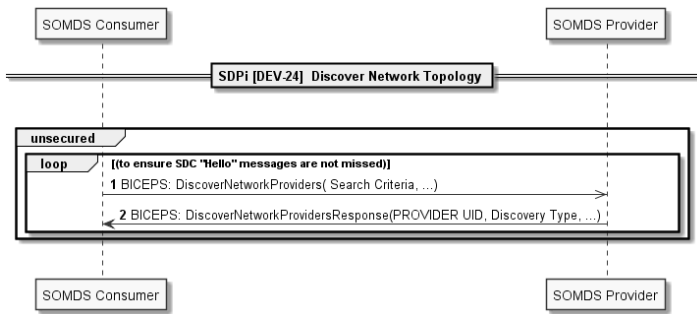 SOMDS Consumer
SOMDS Provider
SDPi [DEV-24]  Discover Network Topology
unsecured
loop
[(to ensure SDC "Hello" messages are not missed)]
1 BICEPS: DiscoverNetworkProviders( Search Criteria, ...)
2 BICEPS: DiscoverNetworkProvidersResponse(PROVIDER UID, Discovery Type, ...)
SOMDS Consumer
SOMDS Provider